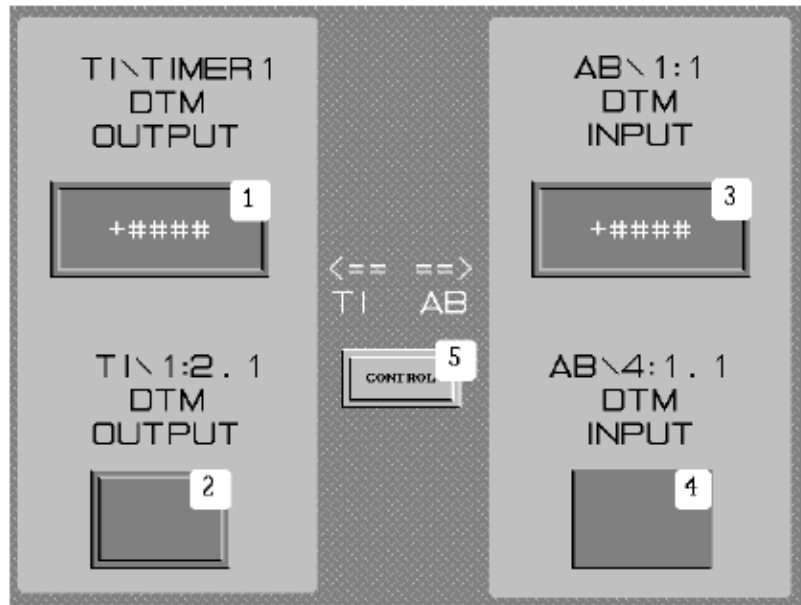 TI\TIMER1
DTM
OUTPUT
1
+####
TI\1:2.1
DTM
OUTPUT
2
<== ==>
TI AB
5
CONTROL
AB\1:1
DTM
INPUT
3
+####
AB\4:1.1
DTM
INPUT
4